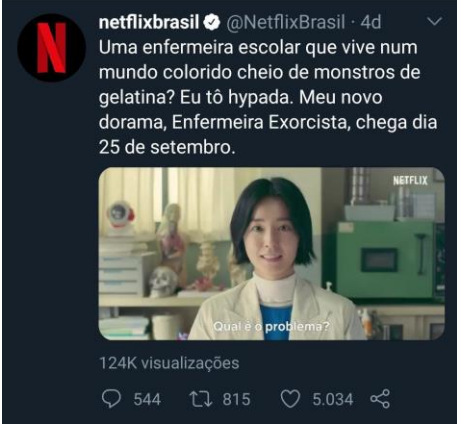 netflixbrasil @NetflixBrasil · 4d
Uma enfermeira escolar que vive num
mundo colorido cheio de monstros de
gelatina? Eu tô hypada. Meu novo
dorama, Enfermeira Exorcista, chega dia
25 de setembro.
NETFLIX
Qual é o problema?
124K visualizações
544 815 5.034